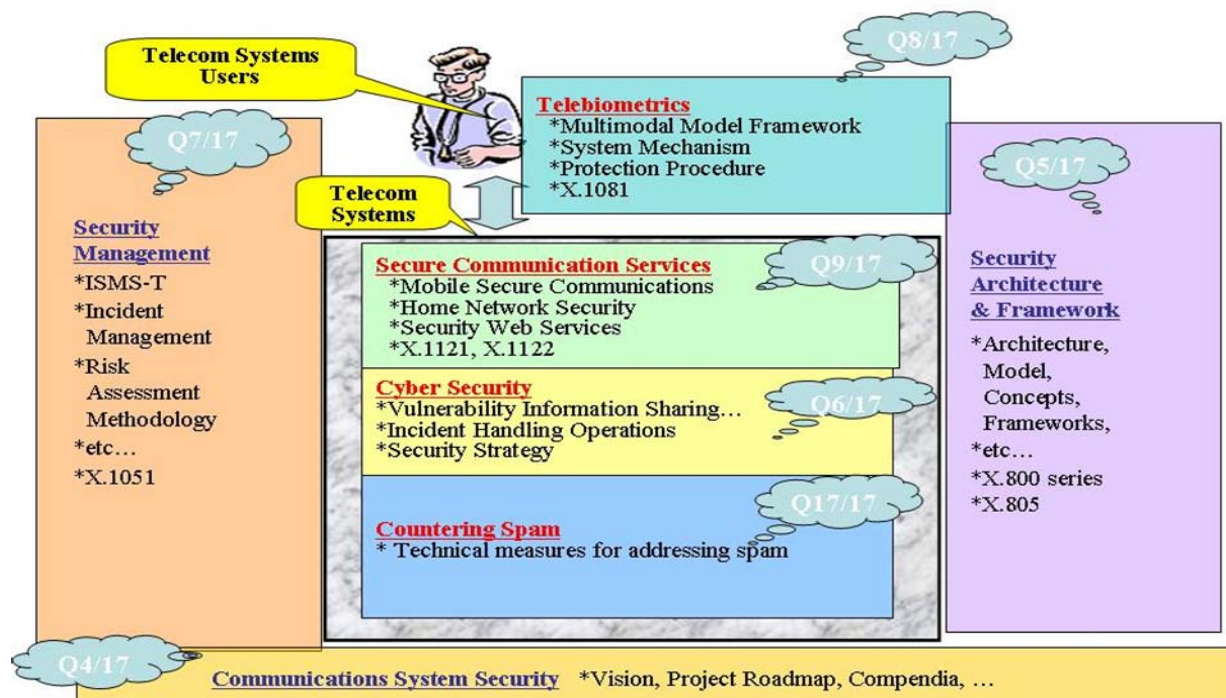 Telecom Systems
Users
Q8/17
Telebiometrics
*Multimodal Model Framework
*System Mechanism
*Protection Procedure
*X.1081
Q7/17
Security
Management
*ISMS-T
*Incident
Management
*Risk
Assessment
Methodology
*etc…
*X.1051
Telecom
Systems
Q9/17
Secure Communication Services
*Mobile Secure Communications
*Home Network Security
*Security Web Services
*X.1121, X.1122
Q6/17
Cyber Security
*Vulnerability Information Sharing…
*Incident Handling Operations
*Security Strategy
Q17/17
Countering Spam
* Technical measures for addressing spam
Q5/17
Security
Architecture
& Framework
*Architecture,
Model,
Concepts,
Frameworks,
*etc…
*X.800 series
*X.805
Q4/17
Communications System Security *Vision, Project Roadmap, Compendia, …